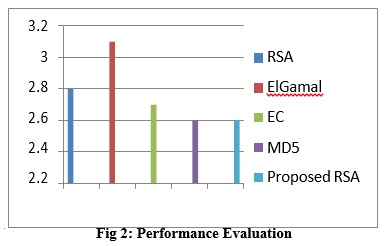 3.2
3
2.8
2.6
2.4
2.2
RSA
ElGamal
EC
MD5
Proposed RSA
Fig 2: Performance Evaluation